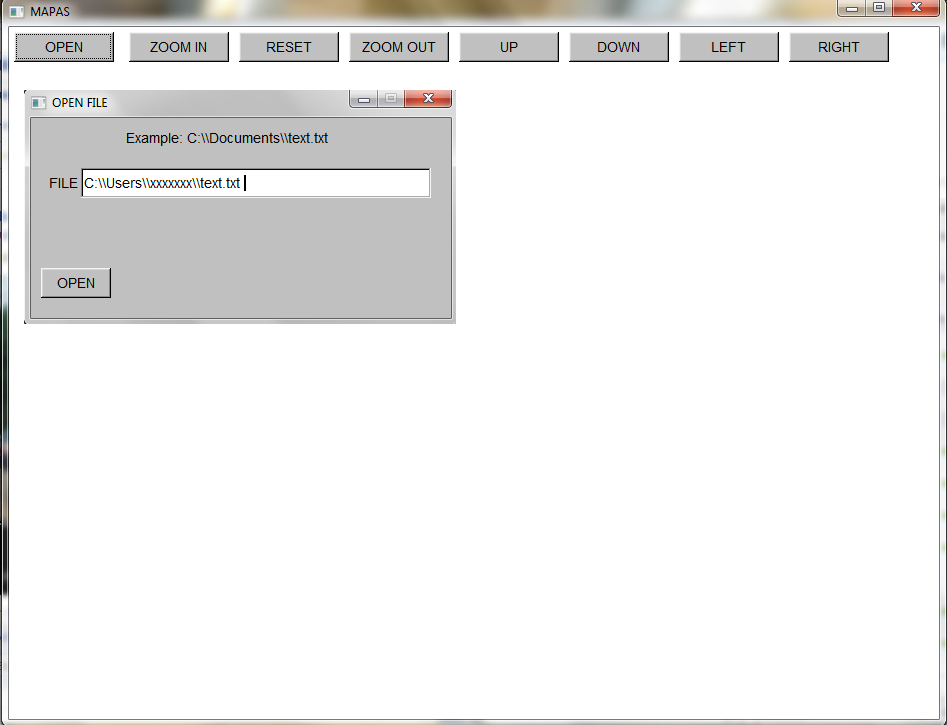 MAPAS
OPEN ZOOM IN RESET ZOOM OUT UP DOWN LEFT RIGHT
OPEN FILE
Example: C:\\Documents\\text.txt
FILE C:\\Users\\xxxxxxx\\text.txt
OPEN